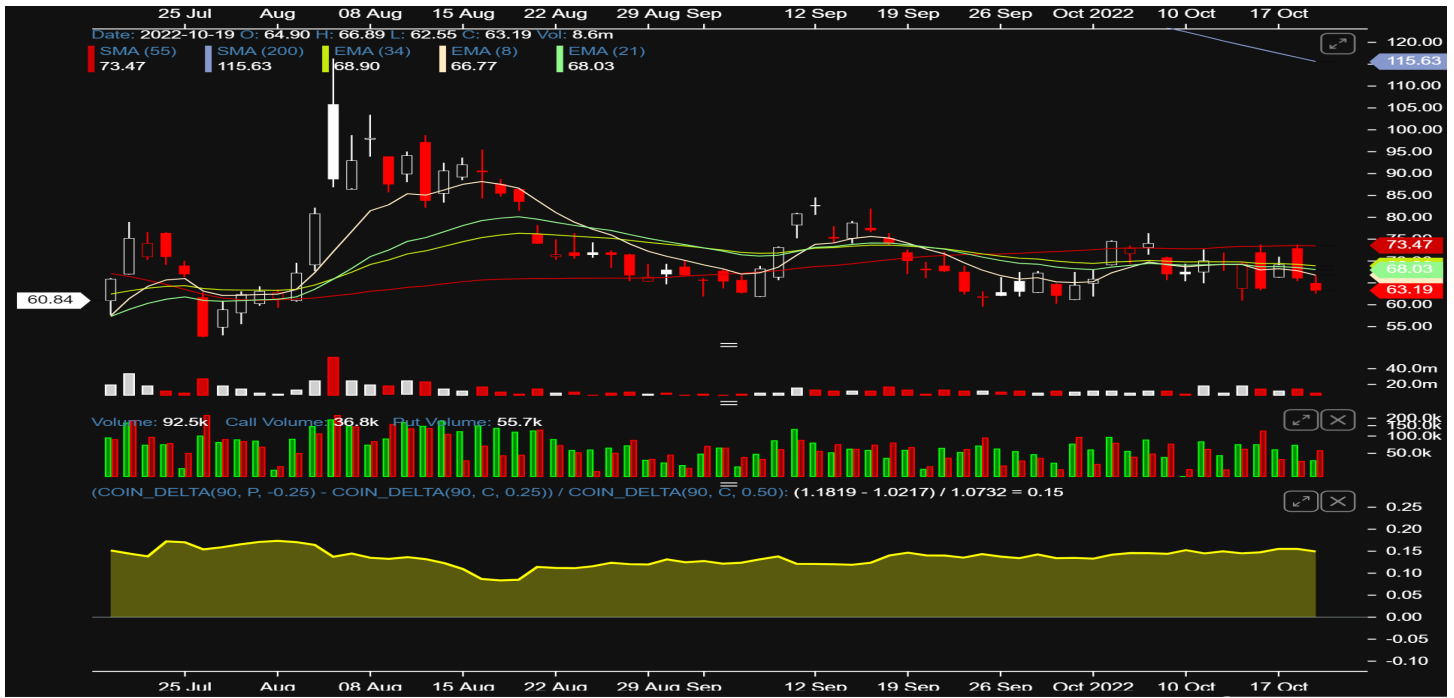 25 Jul Aug 08 Aug 15 Aug 22 Aug 29 Aug Sep 12 Sep 19 Sep 26 Sep Oct 2022 10 Oct 17 Oct
Date: 2022-10-19 O: 64.90 H: 66.89 L: 62.55 C: 63.19 Vol: 8.6m
SMA (55) SMA (200) EMA (34) EMA (8) EMA (21)
73.47 115.63 68.90 66.77 68.03
120.00
115.63
110.00
105.00
100.00
95.00
90.00
85.00
80.00
75.00
73.47
68.03
63.19
60.84
60.00
55.00
40.0m
20.0m
Volume: 92.5k Call Volume: 36.8k Put Volume: 55.7k
200.0k
150.0k
100.0k
50.0k
(COIN_DELTA(90, P, -0.25) - COIN_DELTA(90, C, 0.25)) / COIN_DELTA(90, C, 0.50): (1.1819 - 1.0217) / 1.0732 = 0.15
0.25
0.20
0.15
0.10
0.05
0.00
-0.05
-0.10
25 Jul Aug 08 Aug 15 Aug 22 Aug 29 Aug Sep 12 Sep 19 Sep 26 Sep Oct 2022 10 Oct 17 Oct